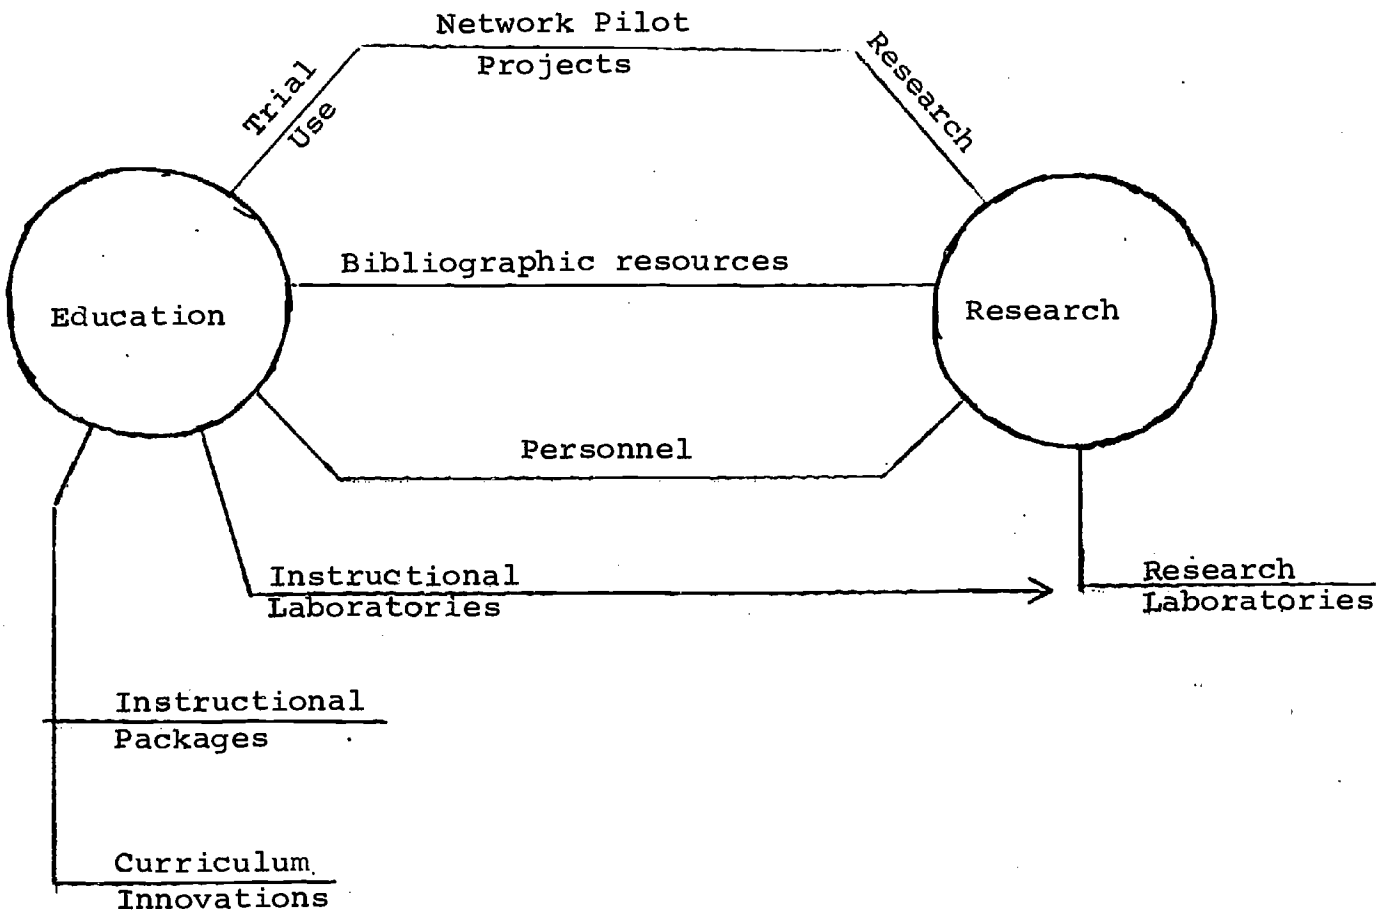 Network Pilot
Projects
Trial
Use
Research
Bibliographic resources
Education
Research
Personnel
Instructional
Laboratories
Research
Laboratories
Instructional
Packages
Curriculum
Innovations